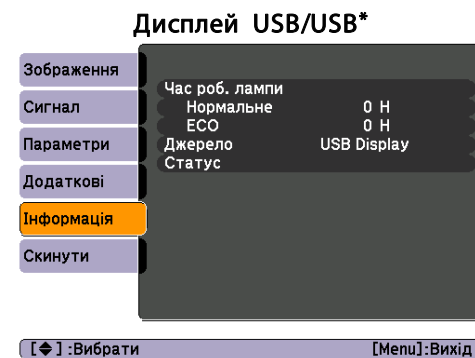 Дисплей USB/USB*
Зображення
Сигнал
Параметри
Додаткові
Інформація
Скинути
Час роб. лампи
Нормальне 0 H
ECO 0 H
Джерело USB Display
Статус
[◆] :Вибрати [Menu]:Вихід